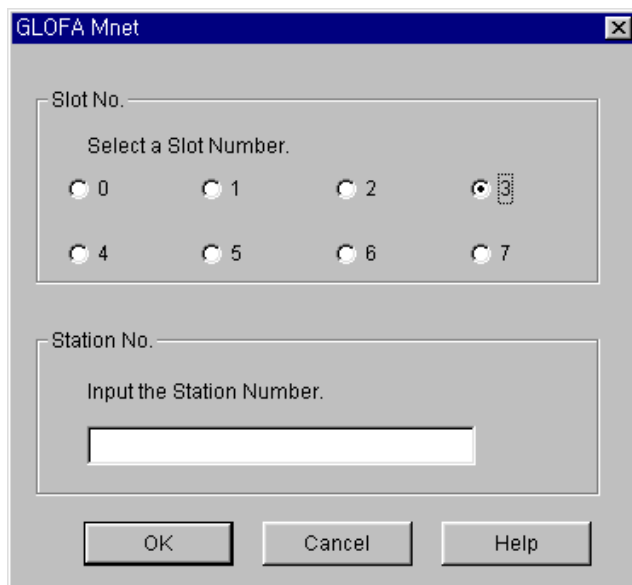 GLOFA Mnet
Slot No.
Select a Slot Number.
0 1 2 3
4 5 6 7
Station No.
Input the Station Number.
OK Cancel Help